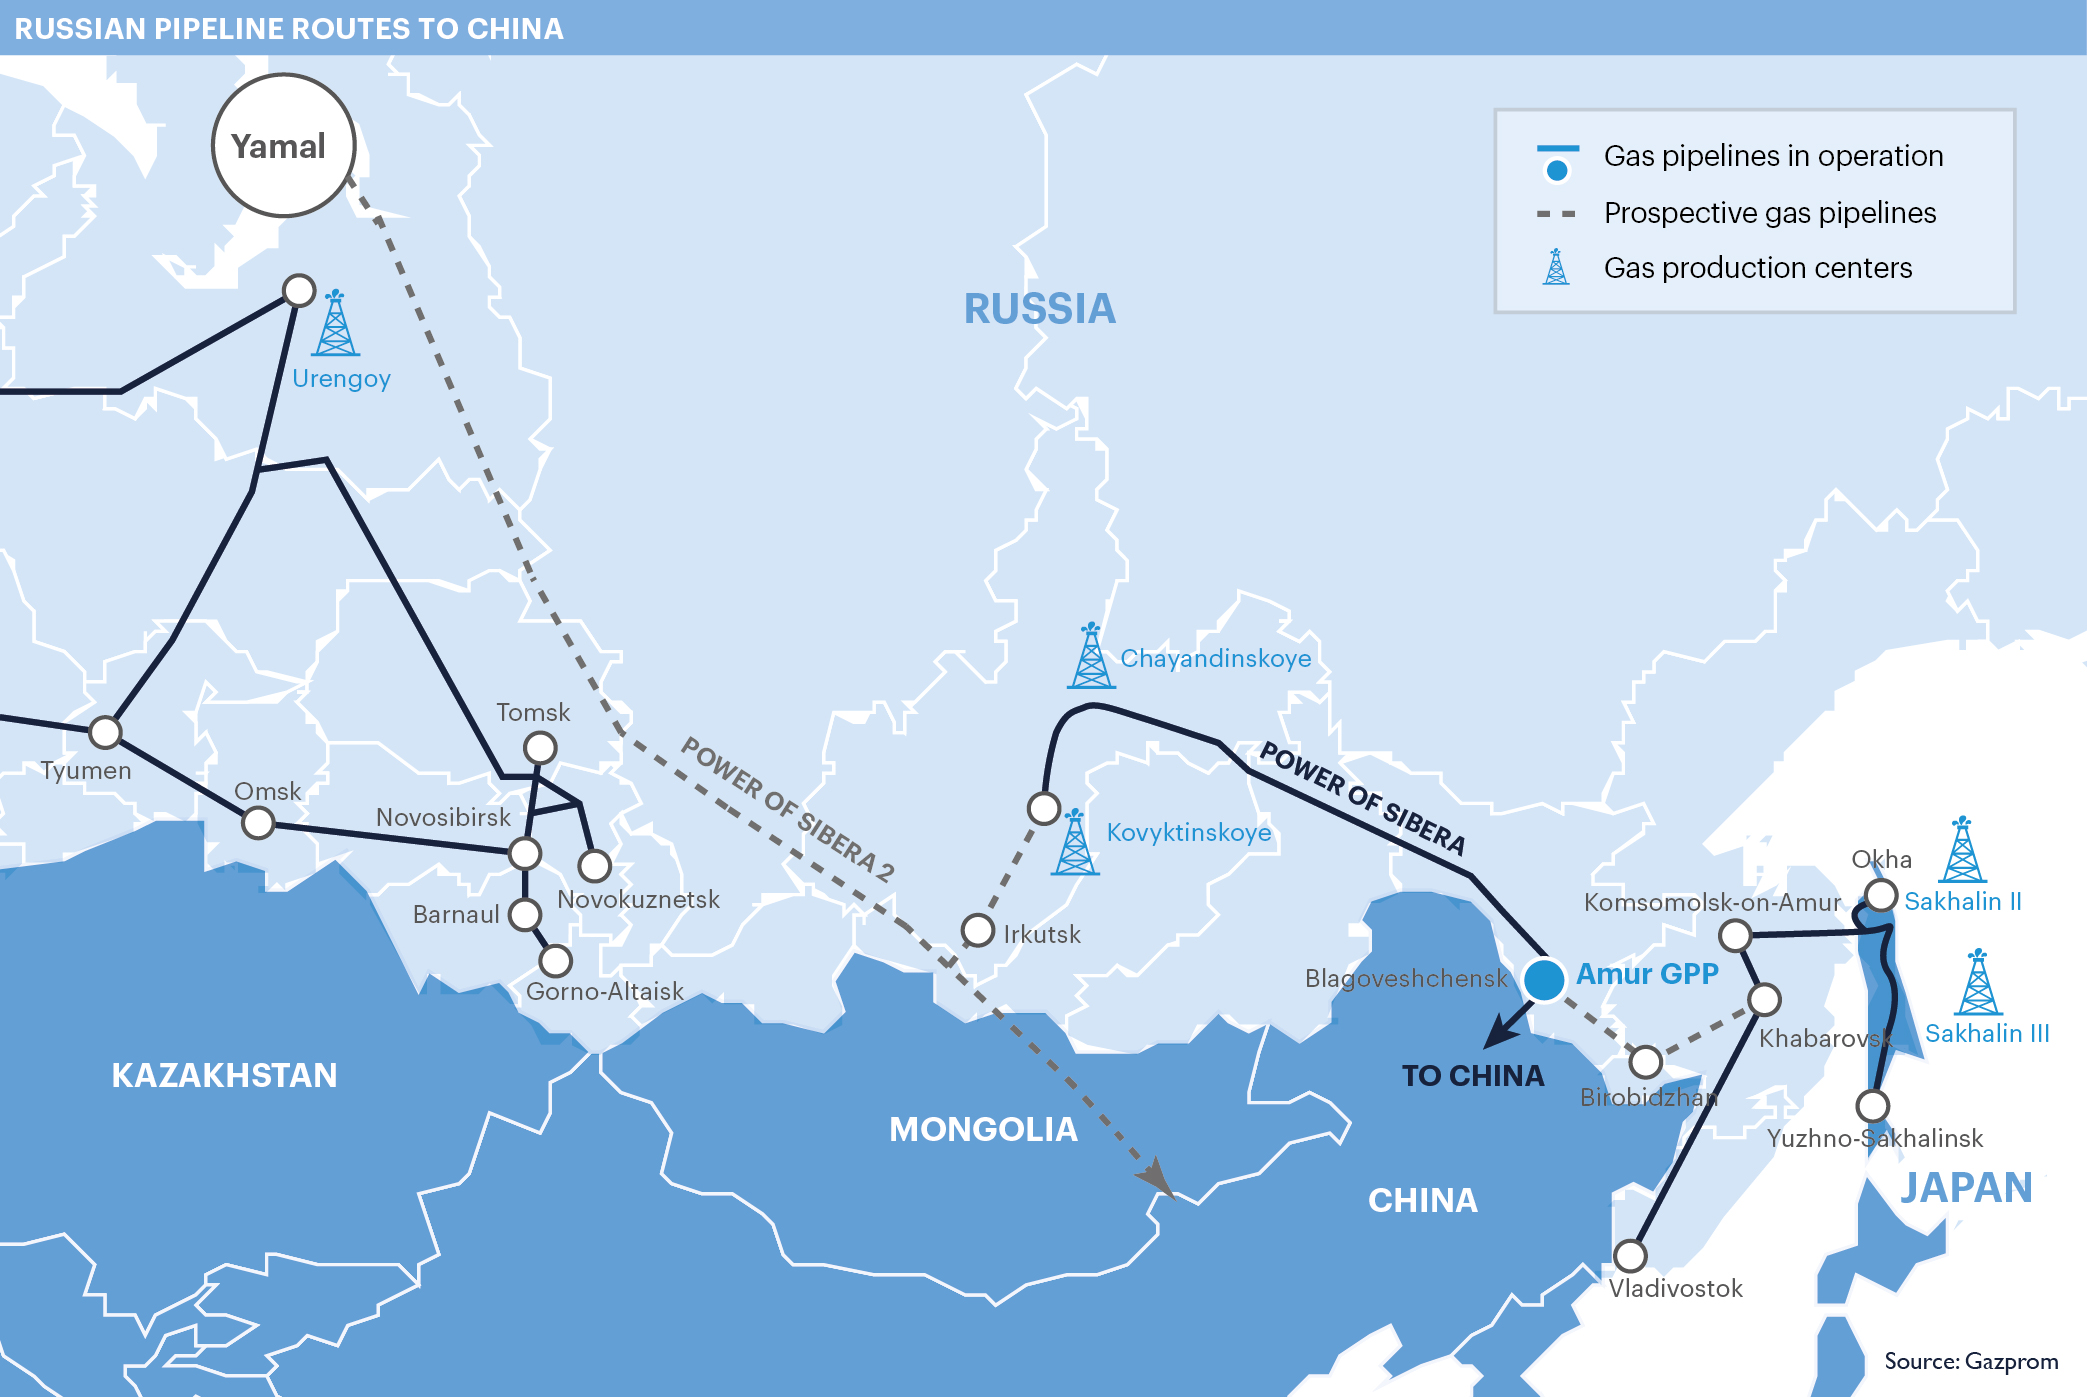 RUSSIAN PIPELINE ROUTES TO CHINA
Yamal
Gas pipelines in operation
Prospective gas pipelines
Gas production centers
RUSSIA
Urengoy
Chayandinskoye
Tomsk
POWER OF SIBERA 2
POWER OF SIBERA
Tyumen
Omsk
Novosibirsk
Kovyktinskoye
Okha
Sakhalin II
Novokuznetsk
Barnaul
Komsomolsk-on-Amur
Irkutsk
Blagoveshchensk
Amur GPP
Gorno-Altaisk
Khabarovsk
Sakhalin III
KAZAKHSTAN
TO CHINA
Birobidzhan
MONGOLIA
Yuzhno-Sakhalinsk
CHINA
JAPAN
Vladivostok
Source: Gazprom